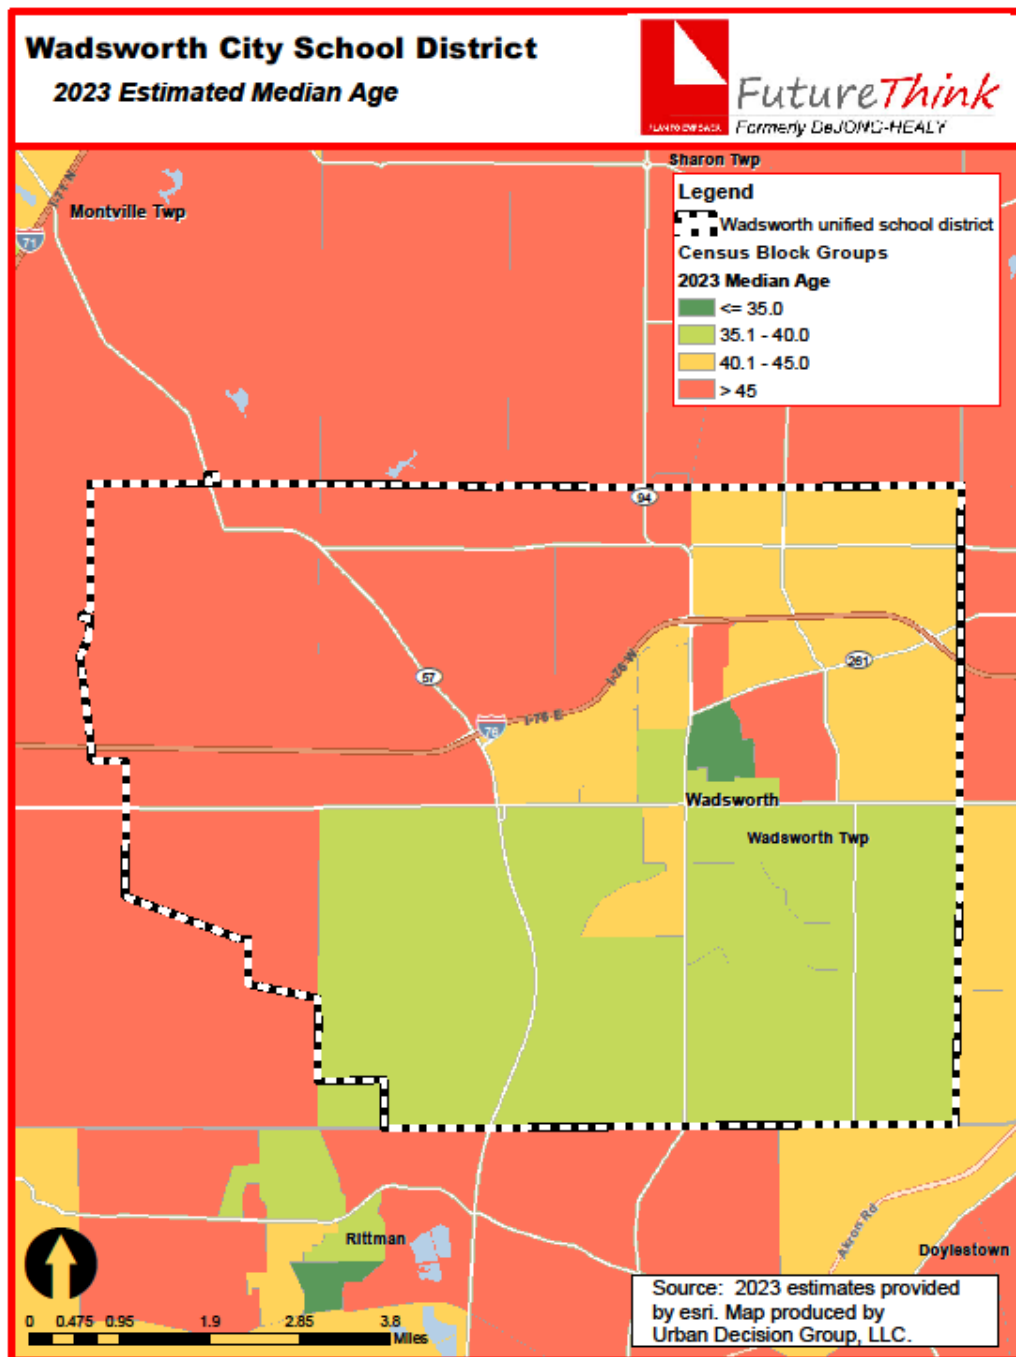 Wadsworth City School District
2023 Estimated Median Age
FutureThink
Formerly DeJONG-HEALY
Sharon Twp
Montville Twp
I-71 N
71
Legend
Wadsworth unified school district
Census Block Groups
2023 Median Age
<= 35.0
35.1 - 40.0
40.1 - 45.0
> 45
94
57
261
I-76 W
I-76 E
76
Wadsworth
Wadsworth Twp
Rittman
Akron Rd
Doylestown
0 0.475 0.95 1.9 2.85 3.8
Miles
Source: 2023 estimates provided
by esri. Map produced by
Urban Decision Group, LLC.